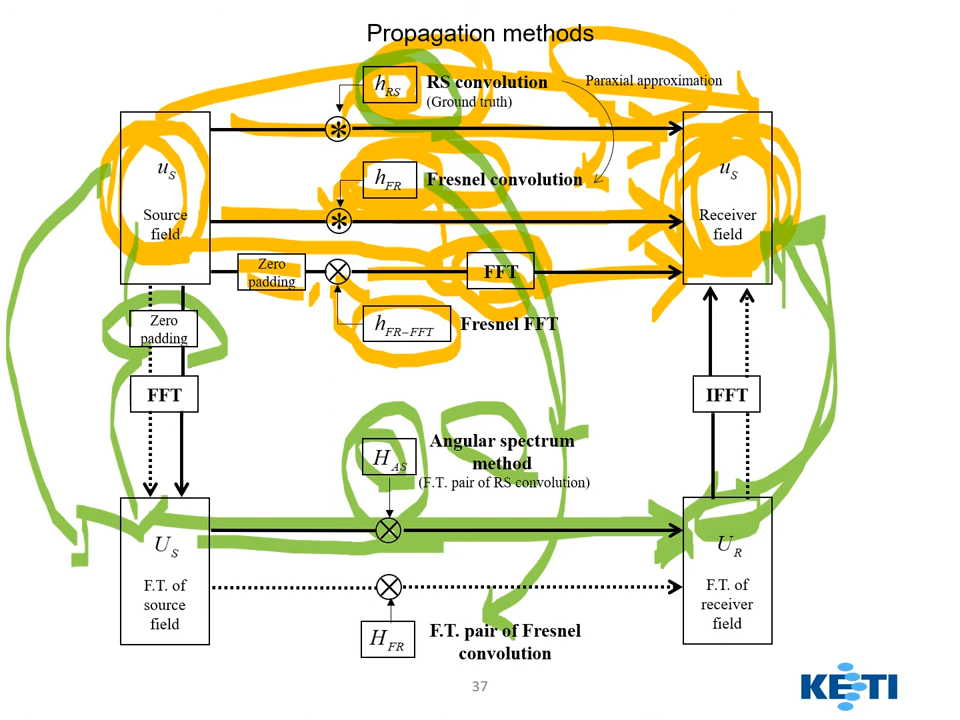 Propagation methods
h_RS
RS convolution
(Ground truth)
Paraxial approximation
*
u_S
Source
field
h_FR
Fresnel convolution
*
u_S
Receiver
field
Zero
padding
FFT
h_FR−FFT
Fresnel FFT
Zero
padding
FFT
IFFT
H_AS
Angular spectrum
method
(F.T. pair of RS convolution)
U_S
F.T. of
source
field
U_R
F.T. of
receiver
field
H_FR
F.T. pair of Fresnel
convolution
37
KETI